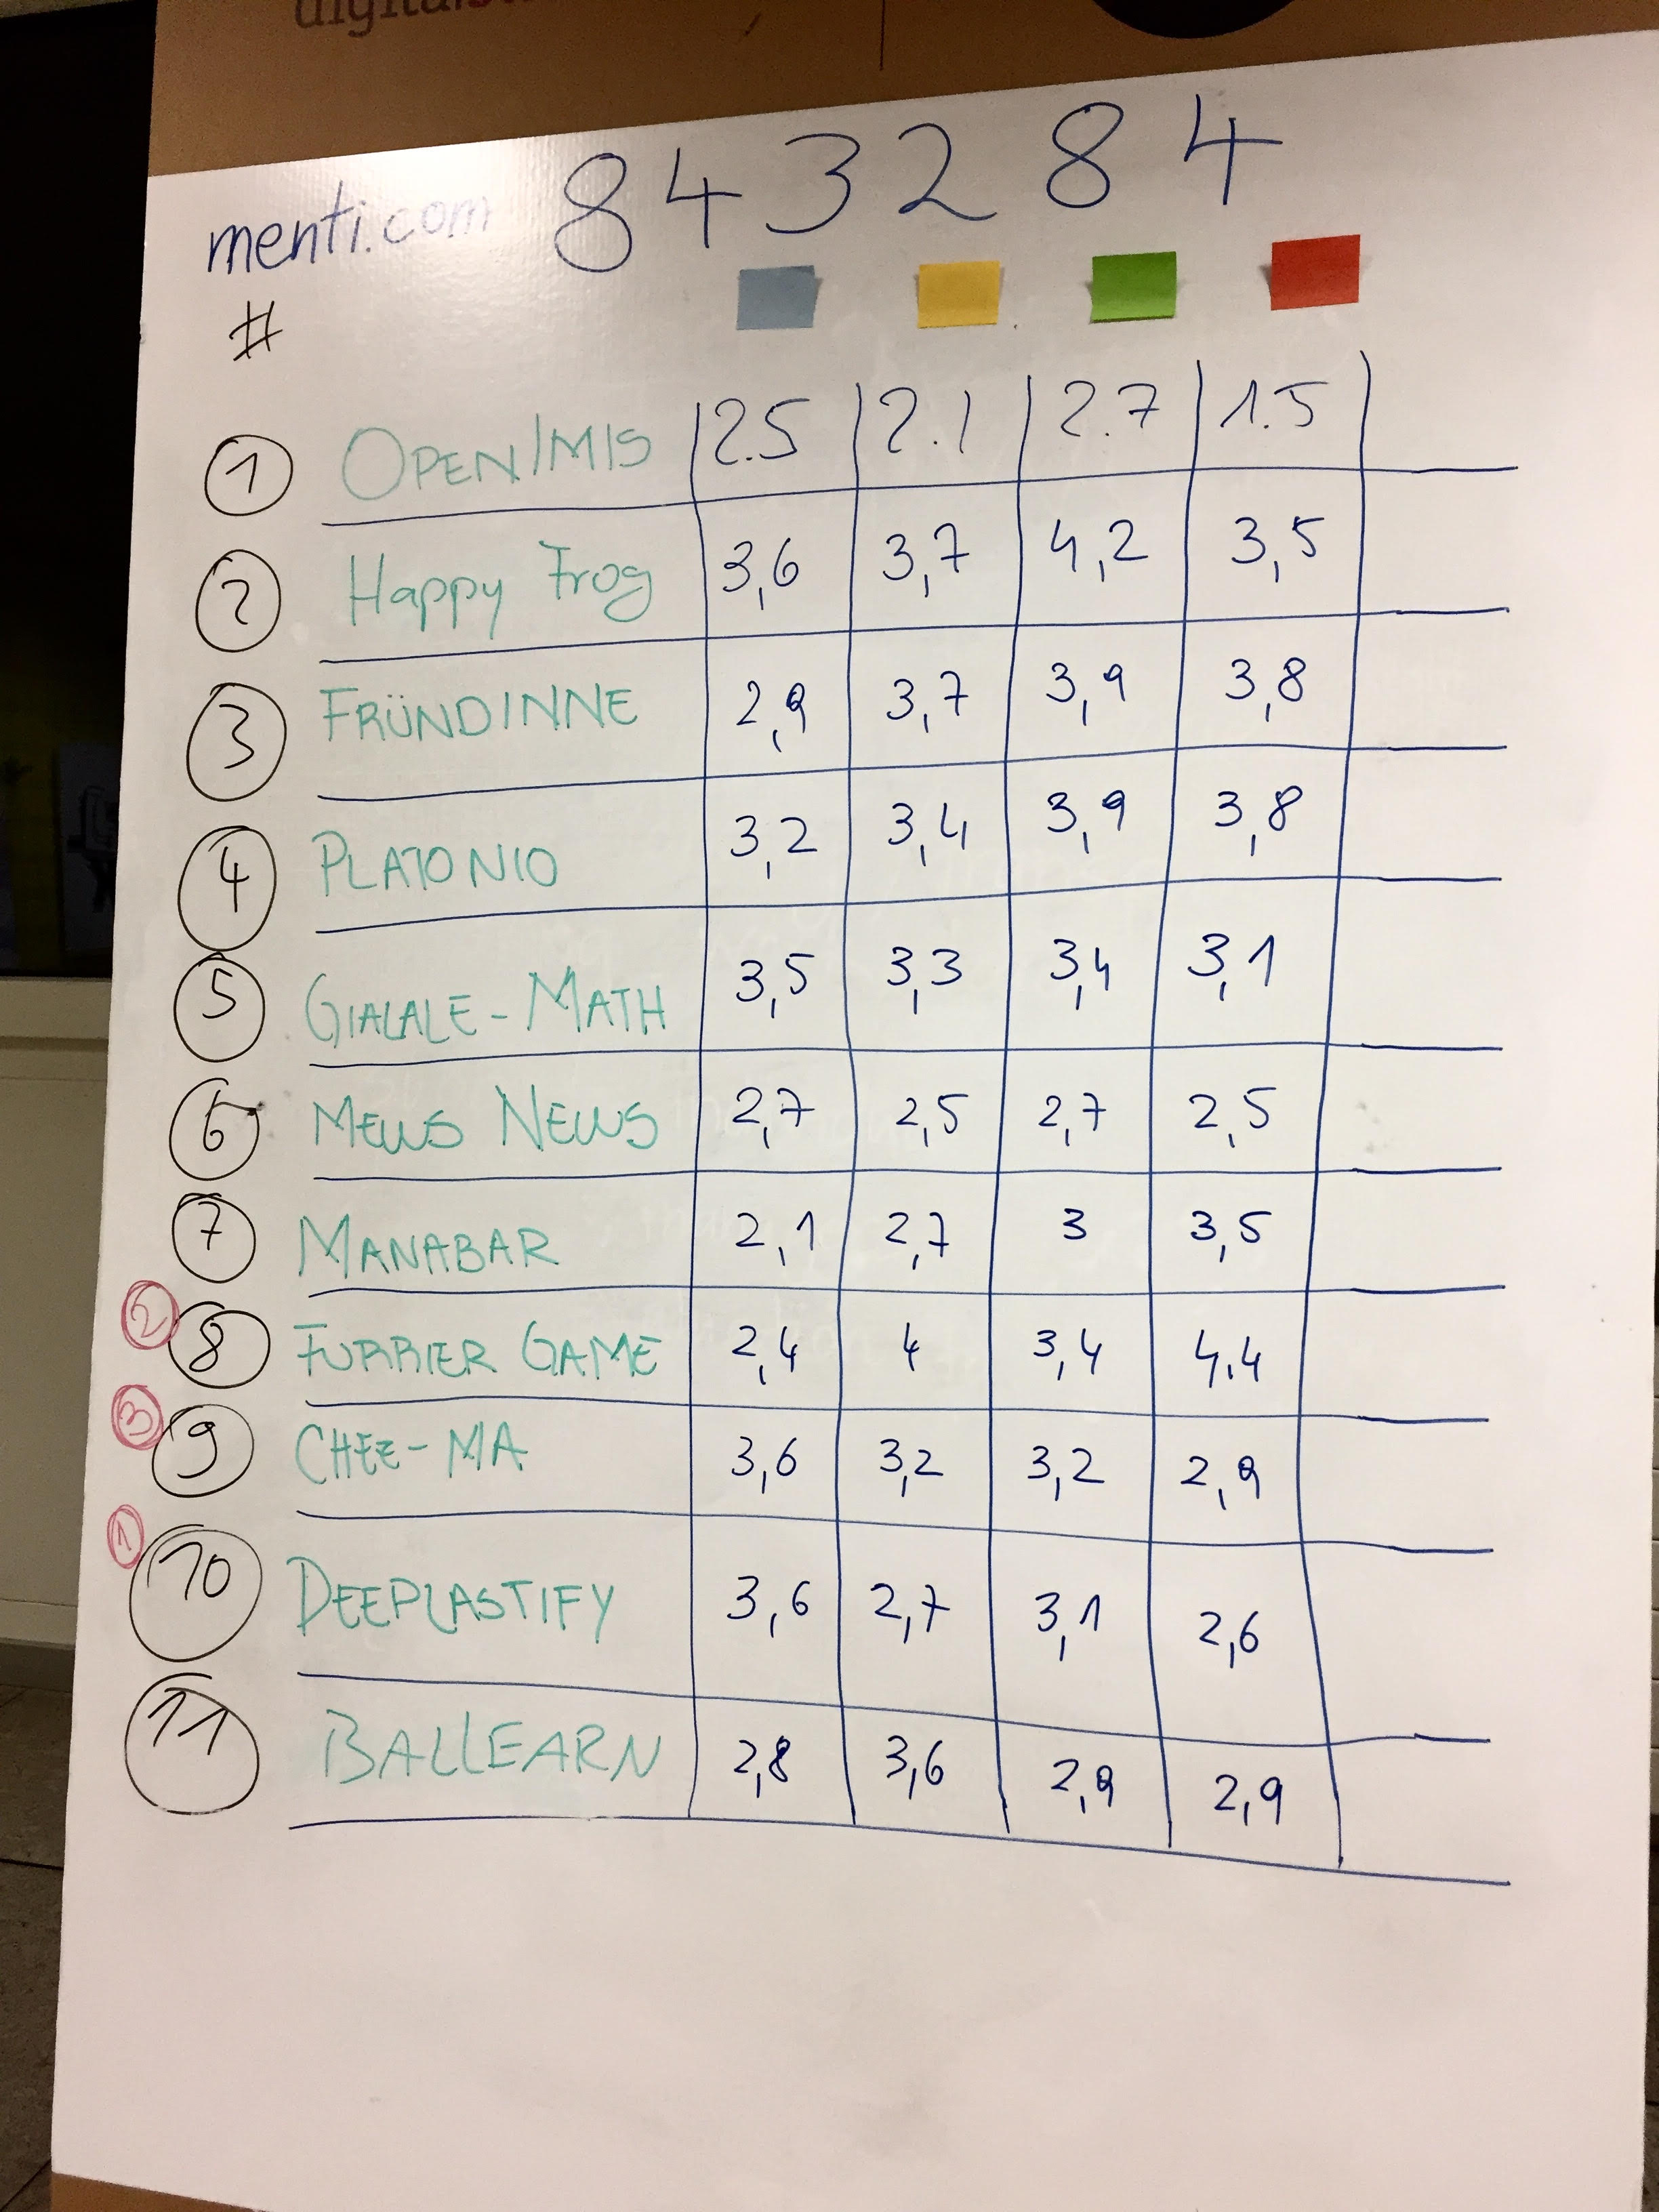 menti.com 843284
#
1 OPENIMIS 2.5 2.1 2.7 1.5
2 Happy Frog 3,6 3,7 4,2 3,5
3 FRÜNDINNE 2,9 3,7 3,9 3,8
4 PLATONIO 3,2 3,4 3,9 3,8
5 GIALALE-MATH 3,5 3,3 3,4 3,1
6 MEWS NEWS 2,7 2,5 2,7 2,5
7 MANABAR 2,1 2,7 3 3,5
2 8 FURRIER GAME 2,4 4 3,4 4.4
3 9 CHEE-MA 3,6 3,2 3,2 2,9
1 10 DEEPLASTIFY 3,6 2,7 3,1 2,6
11 BALLEARN 2,8 3,6 2,9 2,9